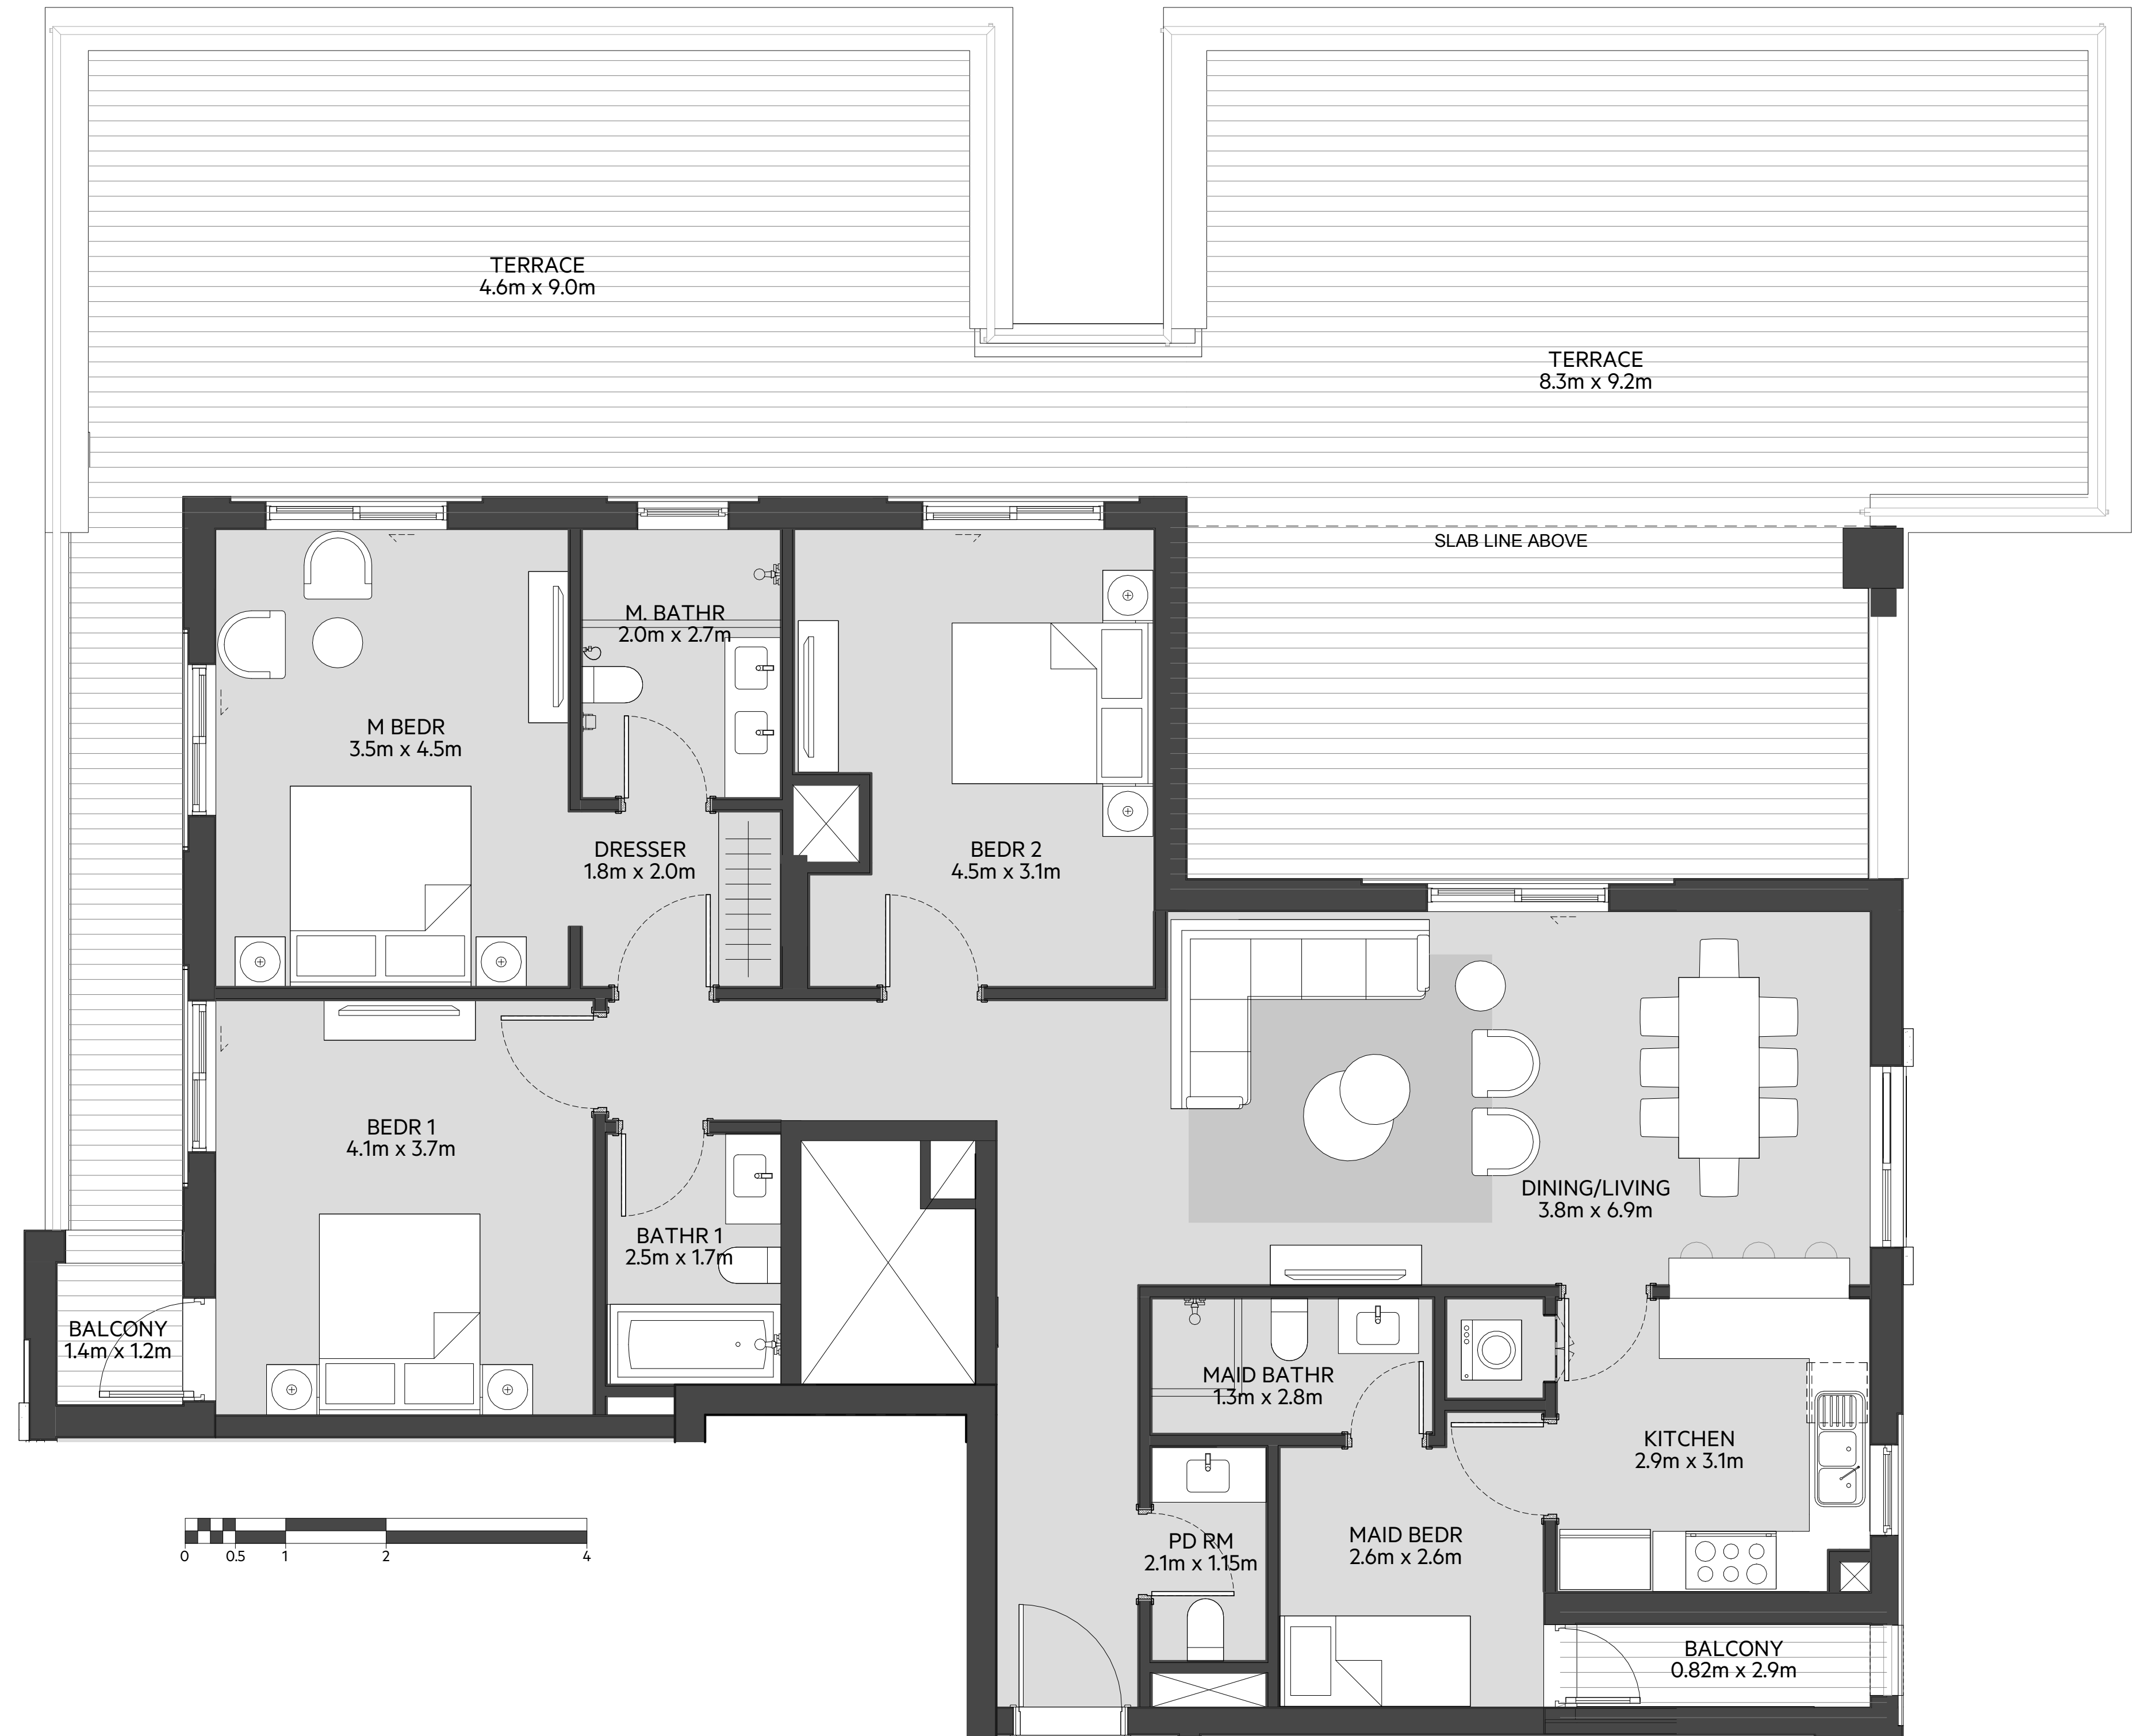 TERRACE
4.6m x 9.0m
TERRACE
8.3m x 9.2m
SLAB LINE ABOVE
M. BATHR
2.0m x 2.7m
M BEDR
3.5m x 4.5m
DRESSER
1.8m x 2.0m
BEDR 2
4.5m x 3.1m
BEDR 1
4.1m x 3.7m
DINING/LIVING
3.8m x 6.9m
BATHR 1
2.5m x 1.7m
BALCONY
1.4m x 1.2m
MAID BATHR
1.3m x 2.8m
KITCHEN
2.9m x 3.1m
PD RM
2.1m x 1.15m
MAID BEDR
2.6m x 2.6m
0 0.5 1 2 4
BALCONY
0.82m x 2.9m